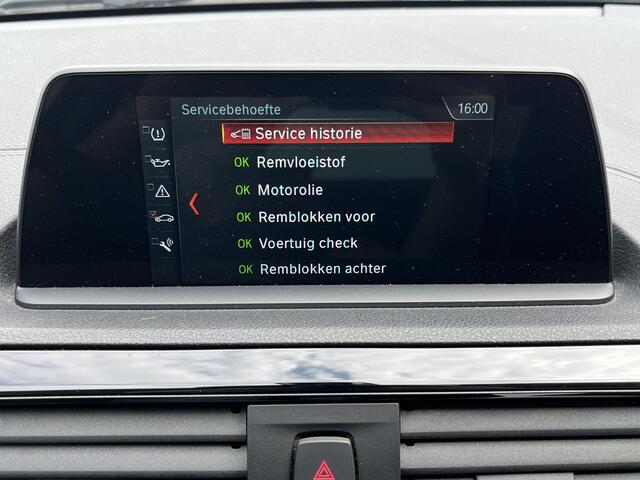 Servicebehoefte 16:00
Service historie
OK Remvloeistof
OK Motorolie
OK Remblokken voor
OK Voertuig check
OK Remblokken achter